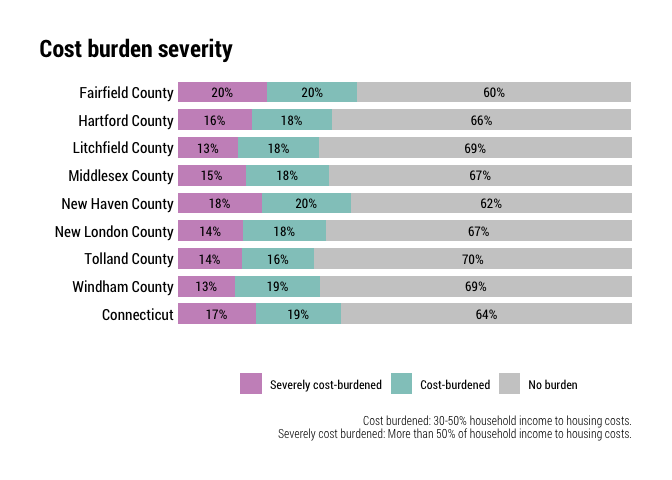 Cost burden severity
Fairfield County 20% 20% 60%
Hartford County 16% 18% 66%
Litchfield County 13% 18% 69%
Middlesex County 15% 18% 67%
New Haven County 18% 20% 62%
New London County 14% 18% 67%
Tolland County 14% 16% 70%
Windham County 13% 19% 69%
Connecticut 17% 19% 64%
Severely cost-burdened Cost-burdened No burden
Cost burdened: 30-50% household income to housing costs.
Severely cost burdened: More than 50% of household income to housing costs.